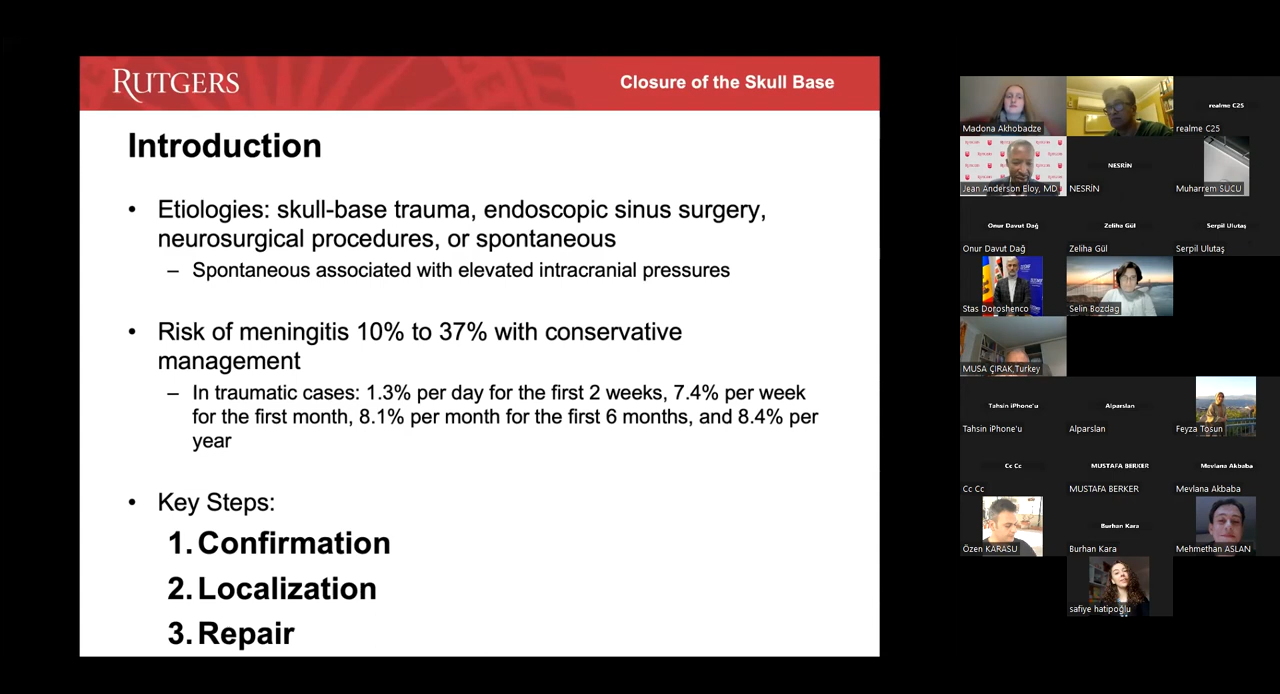 RUTGERS
Closure of the Skull Base
Introduction
• Etiologies: skull-base trauma, endoscopic sinus surgery,
neurosurgical procedures, or spontaneous
– Spontaneous associated with elevated intracranial pressures
• Risk of meningitis 10% to 37% with conservative
management
– In traumatic cases: 1.3% per day for the first 2 weeks, 7.4% per week
for the first month, 8.1% per month for the first 6 months, and 8.4% per
year
• Key Steps:
1. Confirmation
2. Localization
3. Repair
realme C25
Madona Akhobadze
realme C25
NESRİN
Jean Anderson Eloy, MD
NESRİN
Muharrem SUCU
Onur Davut Dağ
Zeliha Gül
Serpil Ulutaş
Onur Davut Dağ
Zeliha Gül
Serpil Ulutaş
Stas Doroshenco
Selin Bozdag
MUSA ÇIRAK,Turkey
Tahsin iPhone'u
Alparslan
Tahsin iPhone'u
Alparslan
Feyza Tosun
Cc Cc
MUSTAFA BERKER
Mevlana Akbaba
Cc Cc
MUSTAFA BERKER
Mevlana Akbaba
Burhan Kara
Özen KARASU
Burhan Kara
Mehmethan ASLAN
safiye hatipoğlu